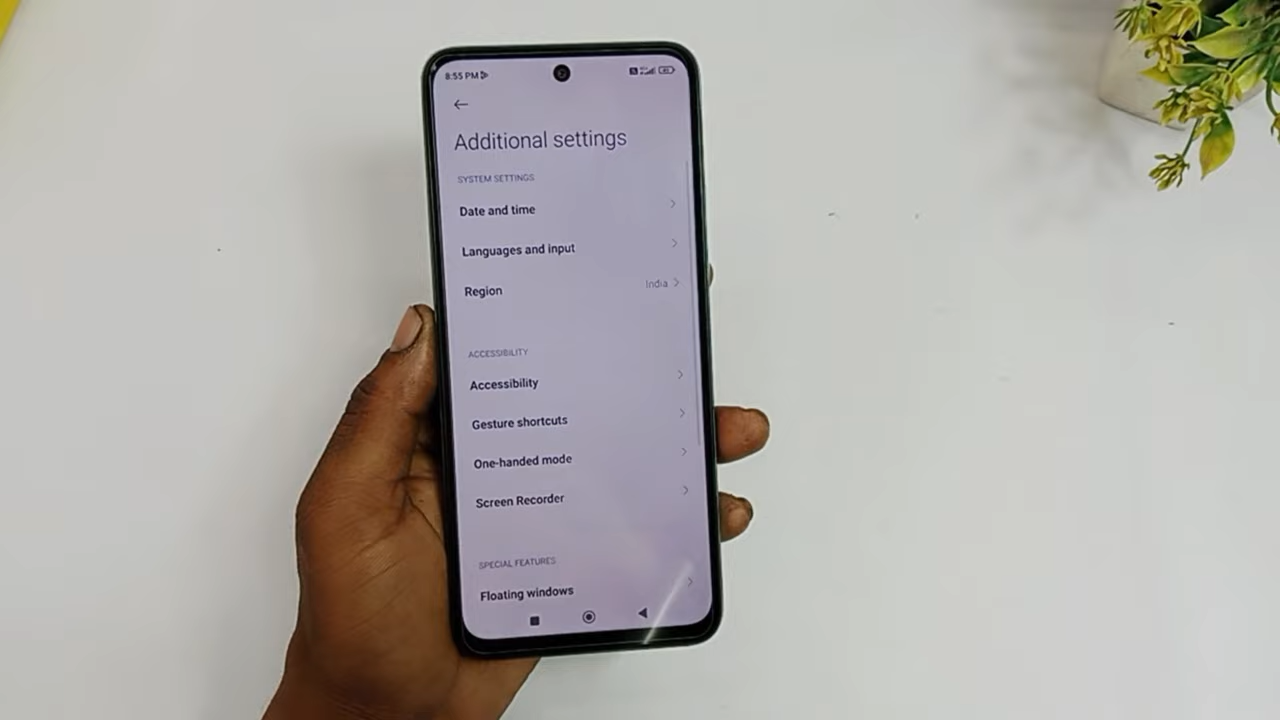 8:55 PM
Additional settings
SYSTEM SETTINGS
Date and time
Languages and input
Region
India
ACCESSIBILITY
Accessibility
Gesture shortcuts
One-handed mode
Screen Recorder
SPECIAL FEATURES
Floating windows